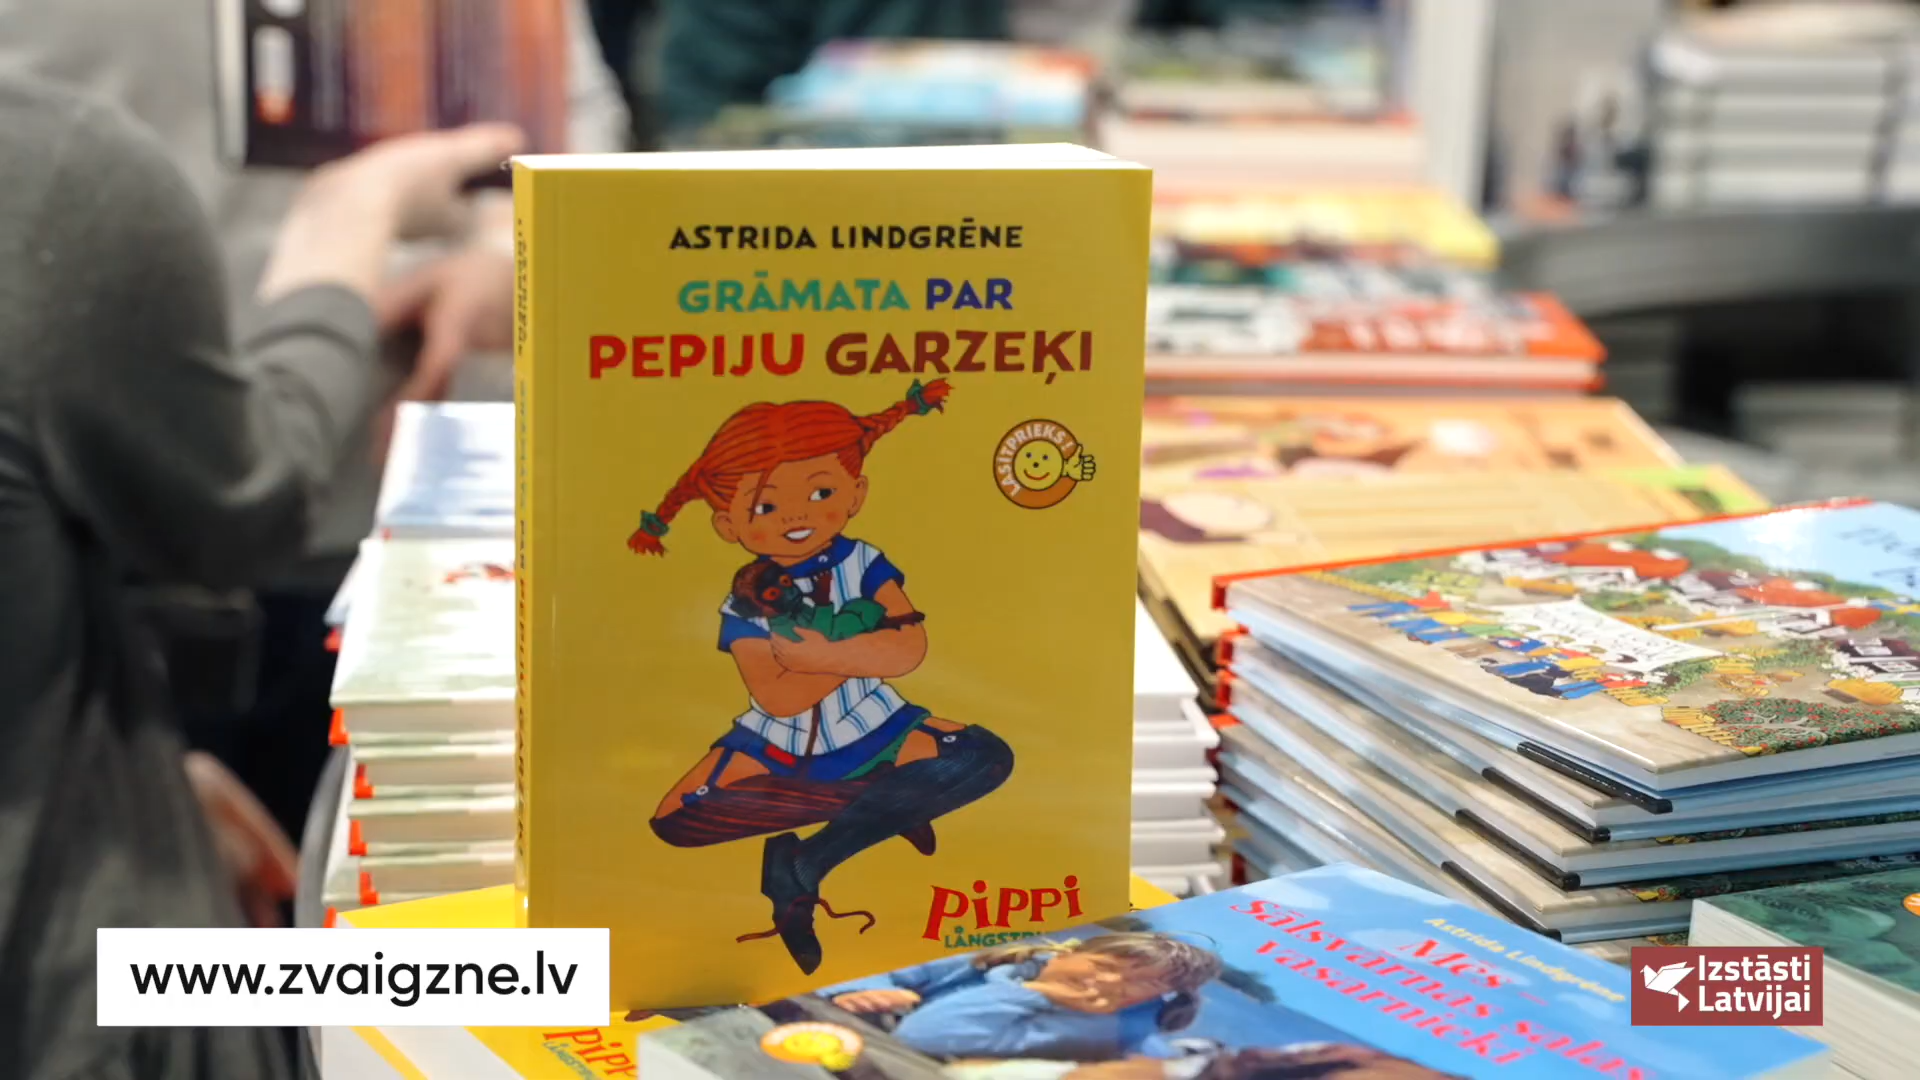 ASTRIDA LINDGRĒNE
GRĀMATA PAR
PEPIJU GARZEĶI
LASĪTPRIEKS!
PIPPI
www.zvaigzne.lv
Astrida Lindgrēne
Mēs –
Sālsvārnas salas
vasarnieki
PIPPI
Izstāsti
Latvijai